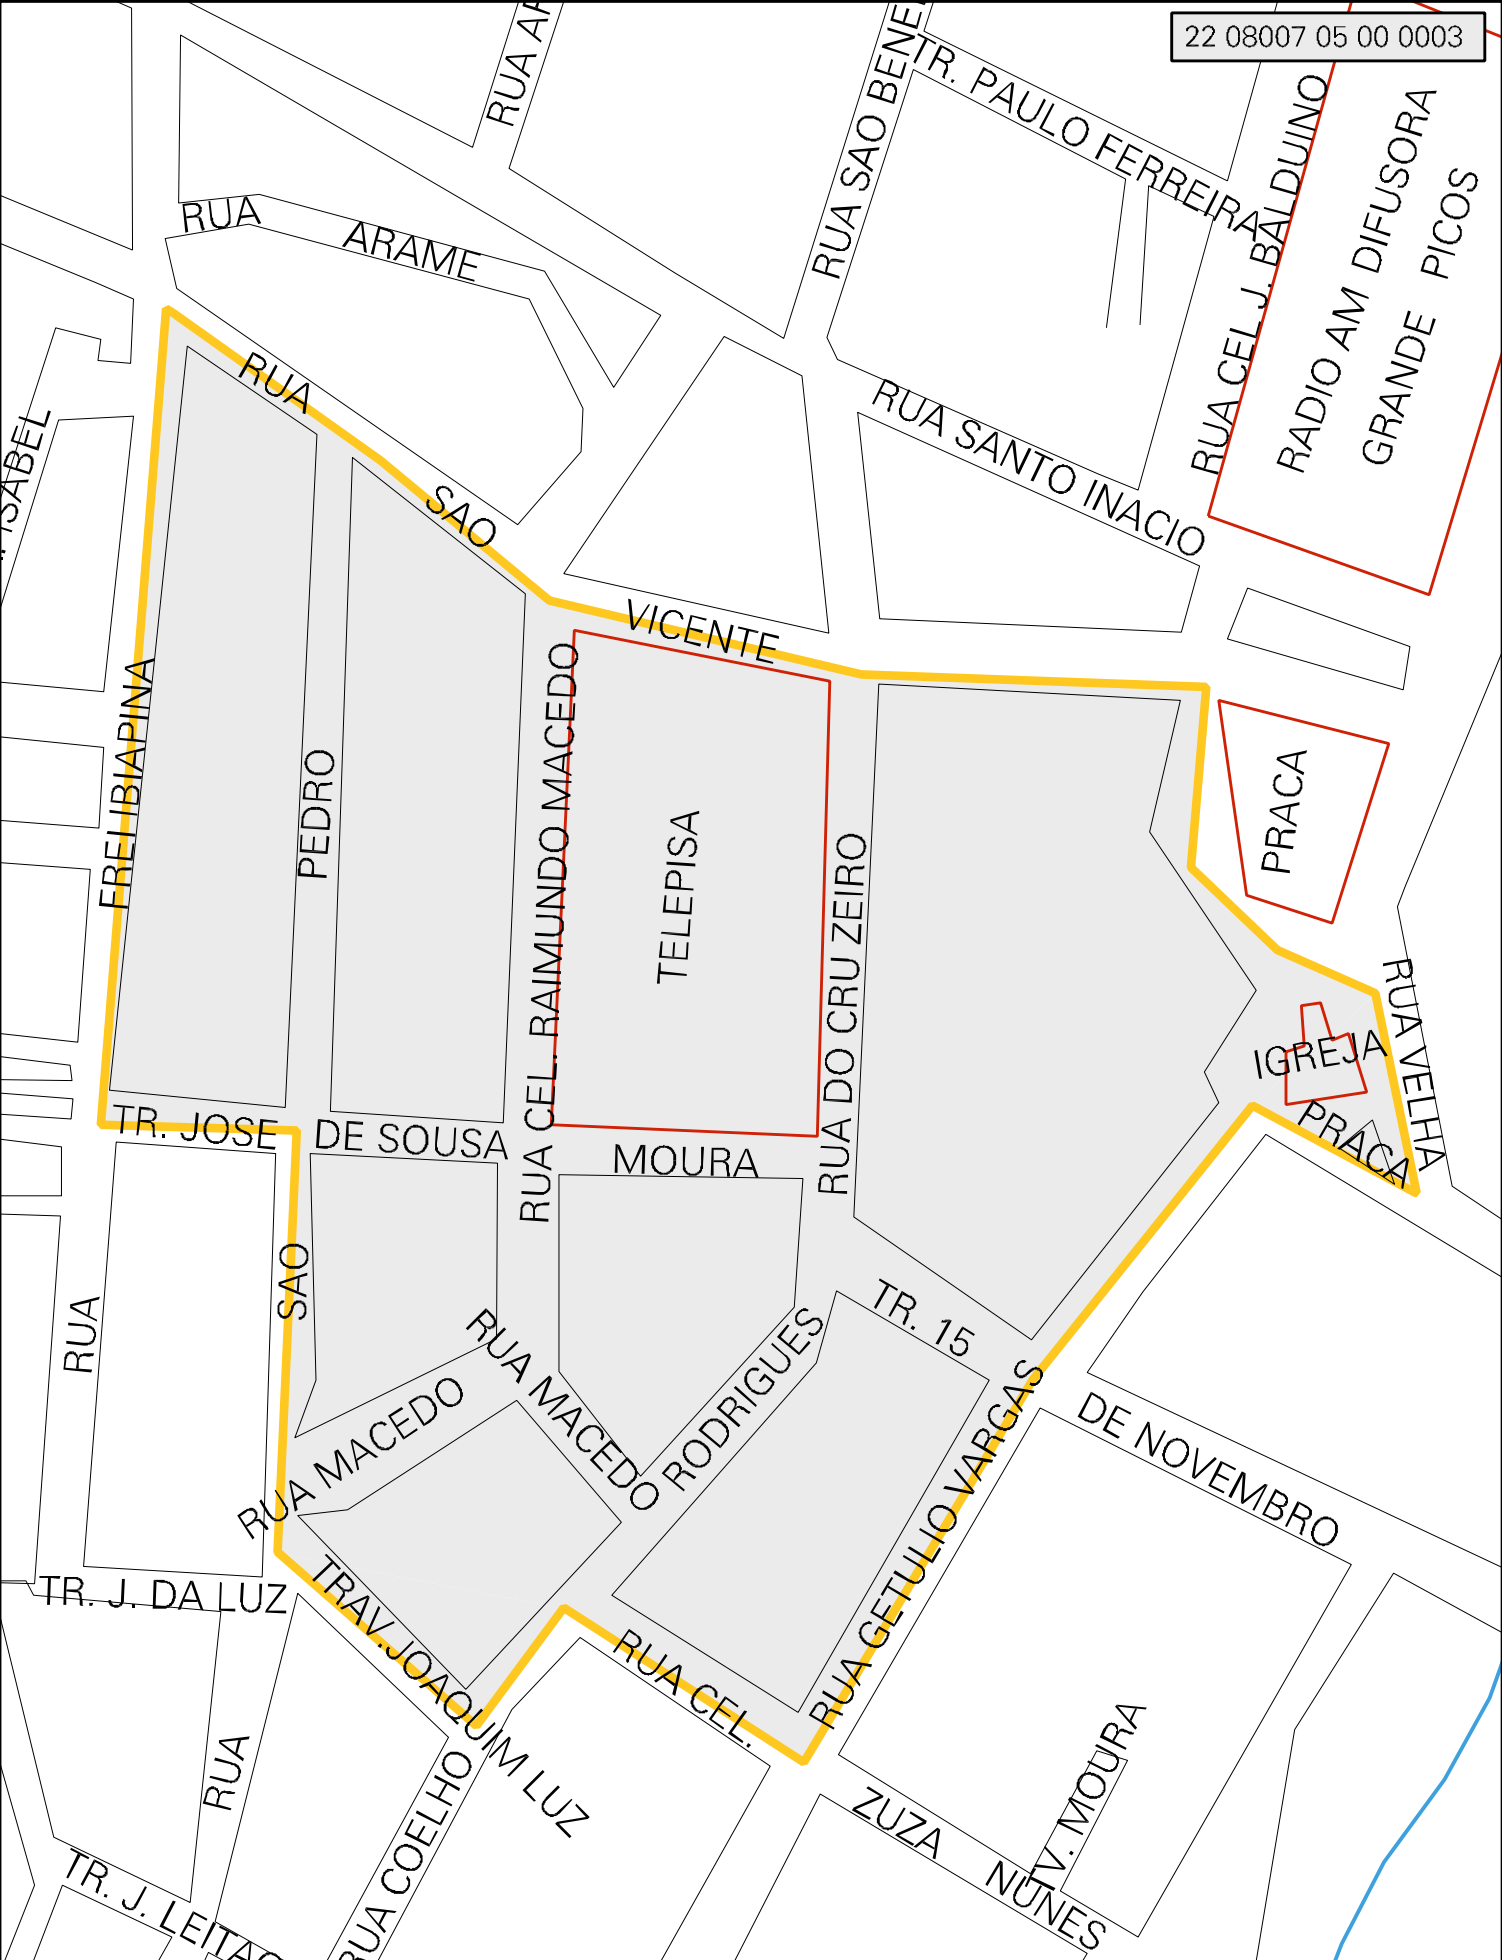 22 08007 05 00 0003
TR. PAULO FERREIRA
RUA ARAME
RUA CEL J. BALDUINO
RADIO AM DIFUSORA
GRANDE PICOS
RUA SANTO INACIO
RUA SAO VICENTE
FREI IBIAPINA
PEDRO
RUA CEL. RAIMUNDO MACEDO
TELEPISA
RUA DO CRU ZEIRO
PRACA
RUA VELHA
IGREJA
PRACA
TR. JOSE DE SOUSA MOURA
SAO
RUA
RUA MACEDO
RUA MACEDO
RODRIGUES
TR. 15 DE NOVEMBRO
RUA GETULIO VARGAS
TR. J. DA LUZ
TRAV.JOAQUIM LUZ
RUA CEL. ZUZA NUNES
TV. MOURA
RUA
RUA COELHO
TR. J.
RUA SAO
RUA